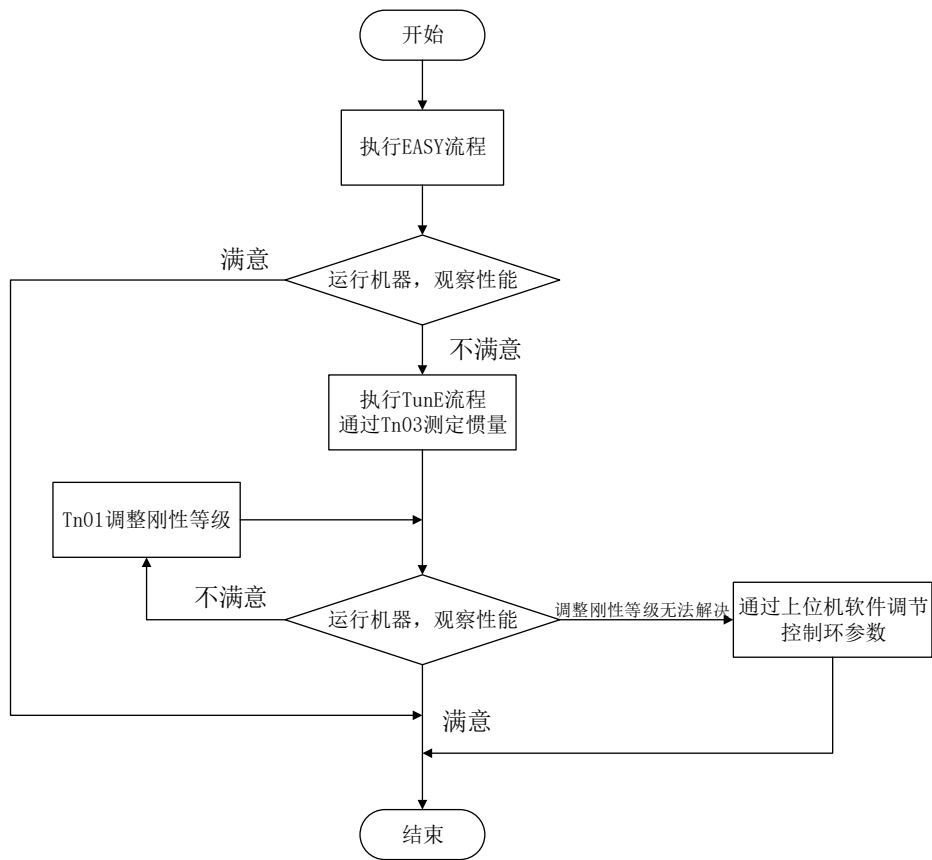 开始
执行EASY流程
满意
运行机器，观察性能
不满意
执行TunE流程
通过Tn03测定惯量
Tn01调整刚性等级
不满意
运行机器，观察性能
调整刚性等级无法解决
通过上位机软件调节
控制环参数
满意
结束